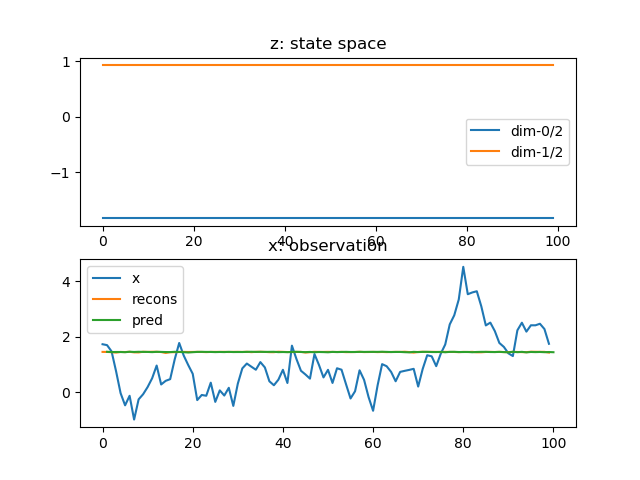 z: state space
1
0
−1
dim-0/2
dim-1/2
0 20 40 60 80 100
x: observation
4
2
0
x
recons
pred
0 20 40 60 80 100